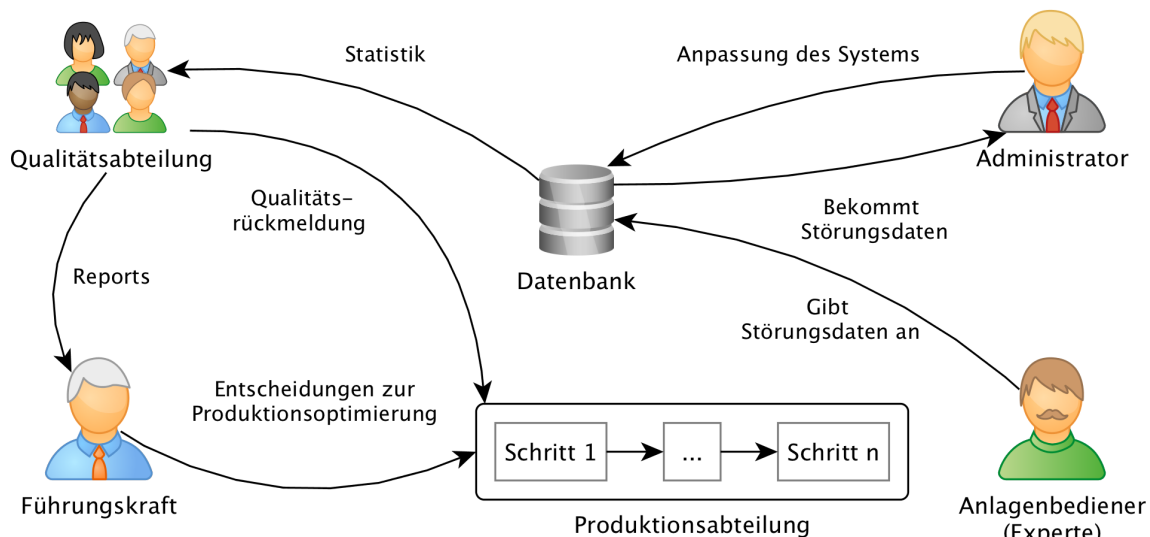 Statistik
Anpassung des Systems
Qualitätsabteilung
Administrator
Qualitäts-
rückmeldung
Bekommt
Störungsdaten
Reports
Datenbank
Gibt
Störungsdaten an
Entscheidungen zur
Produktionsoptimierung
Schritt 1
...
Schritt n
Führungskraft
Produktionsabteilung
Anlagenbediener
(Experte)